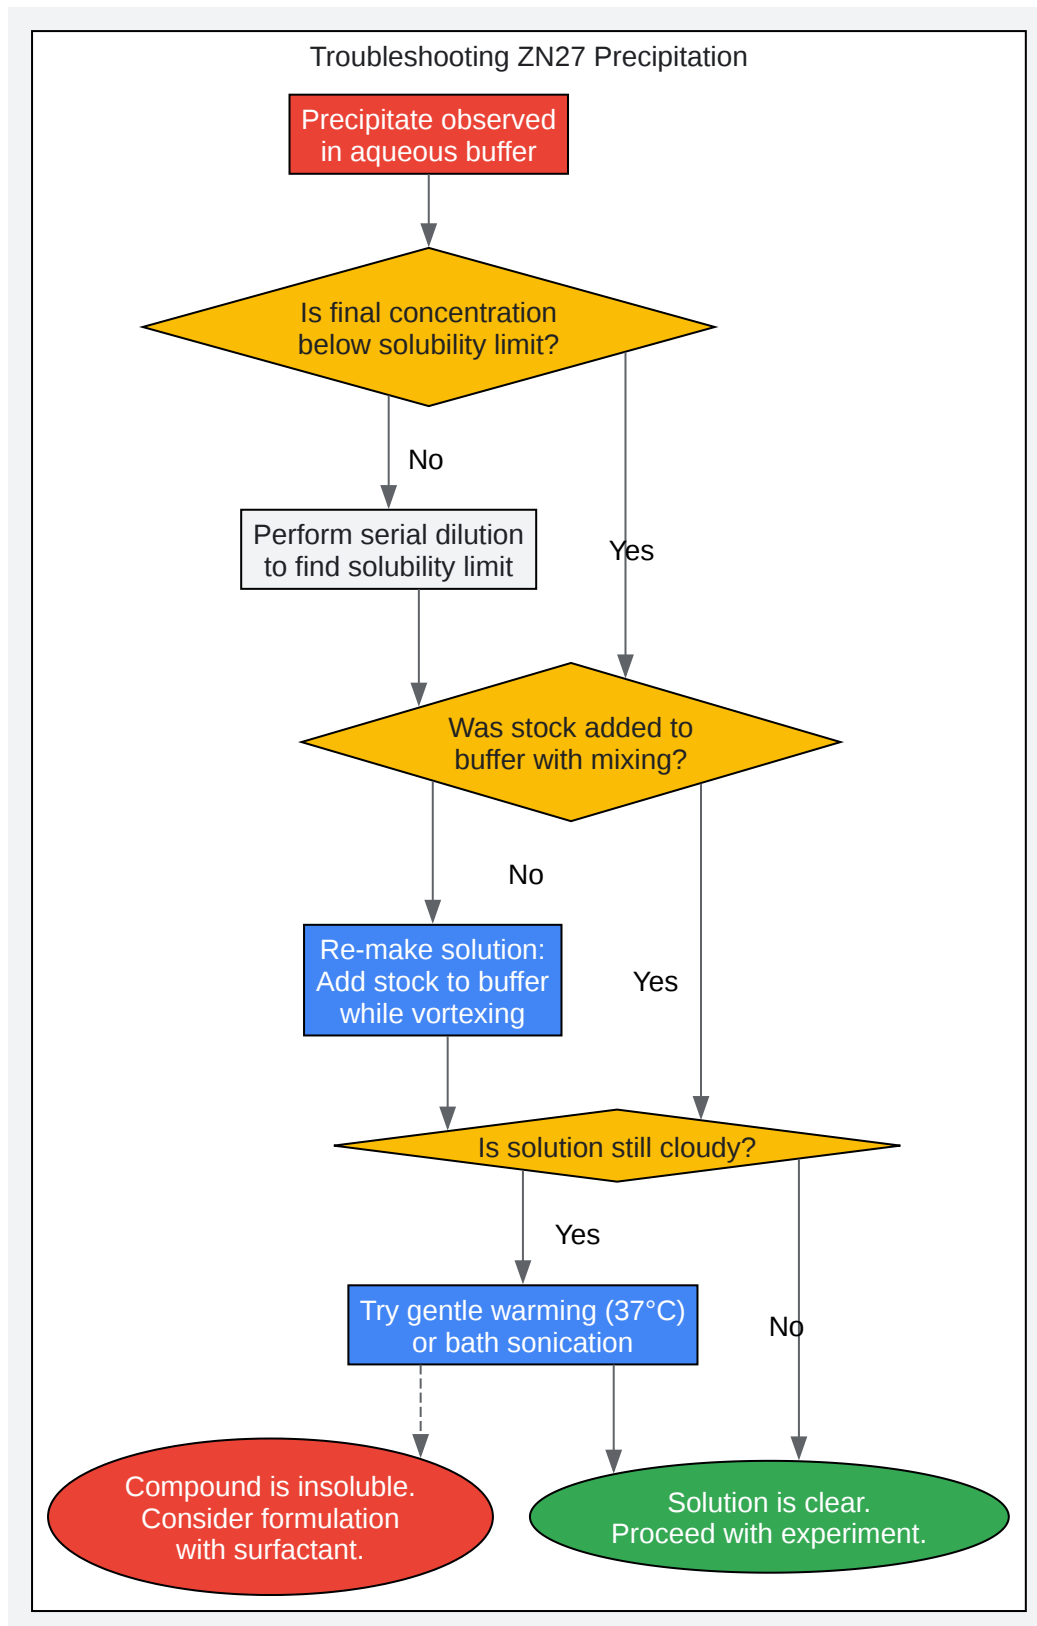 Troubleshooting ZN27 Precipitation
Precipitate observed
in aqueous buffer
Is final concentration
below solubility limit?
No
Perform serial dilution
to find solubility limit
Yes
Was stock added to
buffer with mixing?
No
Re-make solution:
Add stock to buffer
while vortexing
Yes
Is solution still cloudy?
Yes
Try gentle warming (37°C)
or bath sonication
No
Compound is insoluble.
Consider formulation
with surfactant.
Solution is clear.
Proceed with experiment.